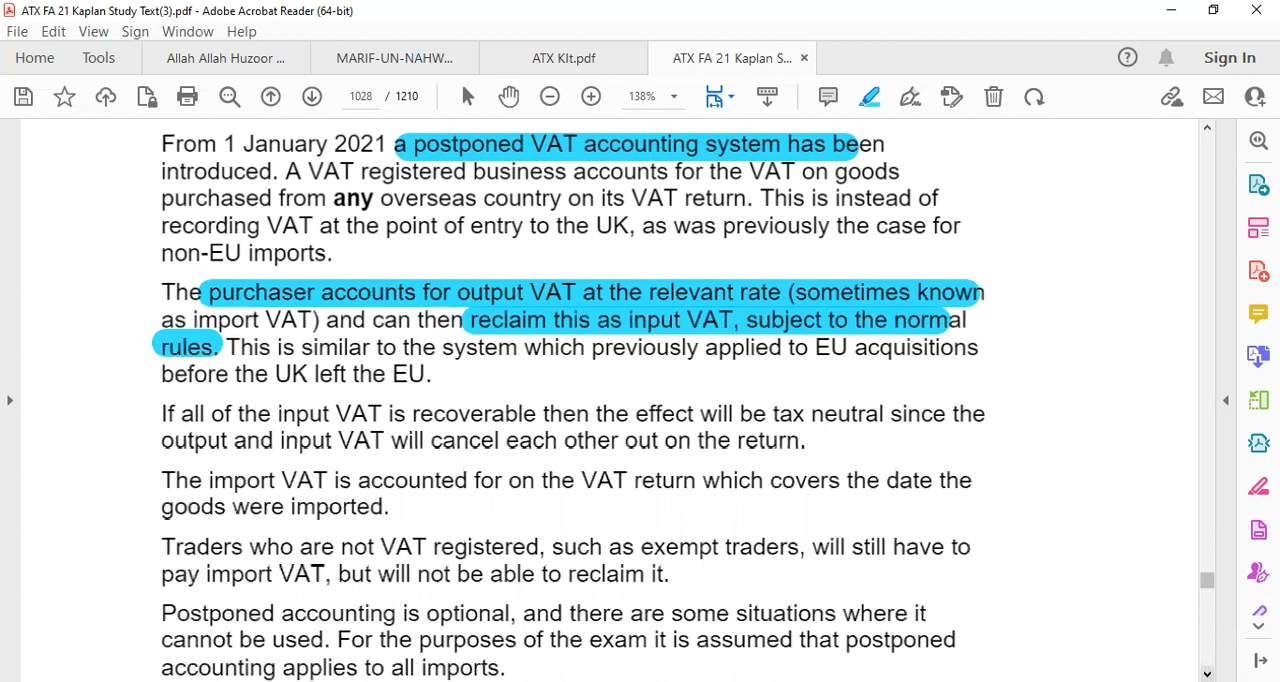 ATX FA 21 Kaplan Study Text(3).pdf - Adobe Acrobat Reader (64-bit)
File Edit View Sign Window Help
Home Tools Allah Allah Huzoor ... MARIF-UN-NAHW... ATX KIt.pdf ATX FA 21 Kaplan S... × Sign In
1028 / 1210 138%
From 1 January 2021 a postponed VAT accounting system has been
introduced. A VAT registered business accounts for the VAT on goods
purchased from any overseas country on its VAT return. This is instead of
recording VAT at the point of entry to the UK, as was previously the case for
non-EU imports.
The purchaser accounts for output VAT at the relevant rate (sometimes known
as import VAT) and can then reclaim this as input VAT, subject to the normal
rules. This is similar to the system which previously applied to EU acquisitions
before the UK left the EU.
If all of the input VAT is recoverable then the effect will be tax neutral since the
output and input VAT will cancel each other out on the return.
The import VAT is accounted for on the VAT return which covers the date the
goods were imported.
Traders who are not VAT registered, such as exempt traders, will still have to
pay import VAT, but will not be able to reclaim it.
Postponed accounting is optional, and there are some situations where it
cannot be used. For the purposes of the exam it is assumed that postponed
accounting applies to all imports.